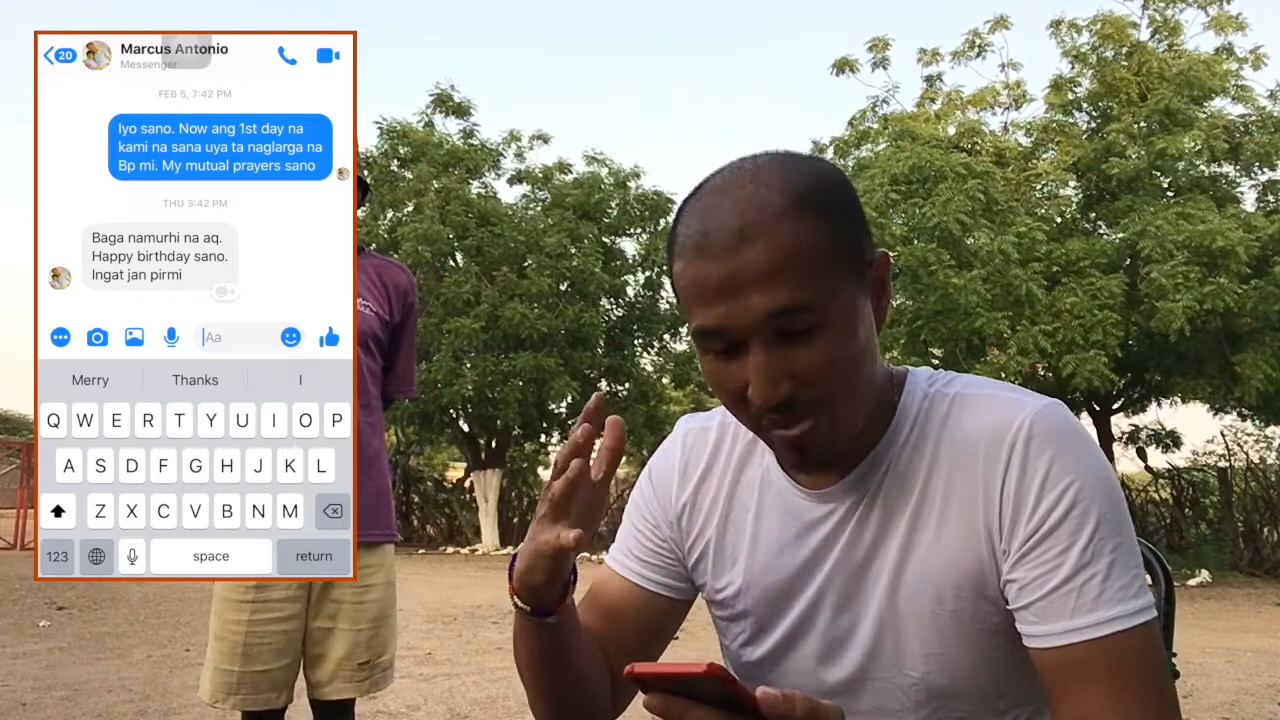 20
Marcus Antonio
Messenger
FEB 5, 7:42 PM
Iyo sano. Now ang 1st day na
kami na sana uya ta naglarga na
Bp mi. My mutual prayers sano
THU 3:42 PM
Baga namurhi na aq.
Happy birthday sano.
Ingat jan pirmi
Aa
Merry Thanks I
Q W E R T Y U I O P
A S D F G H J K L
Z X C V B N M
123 space return